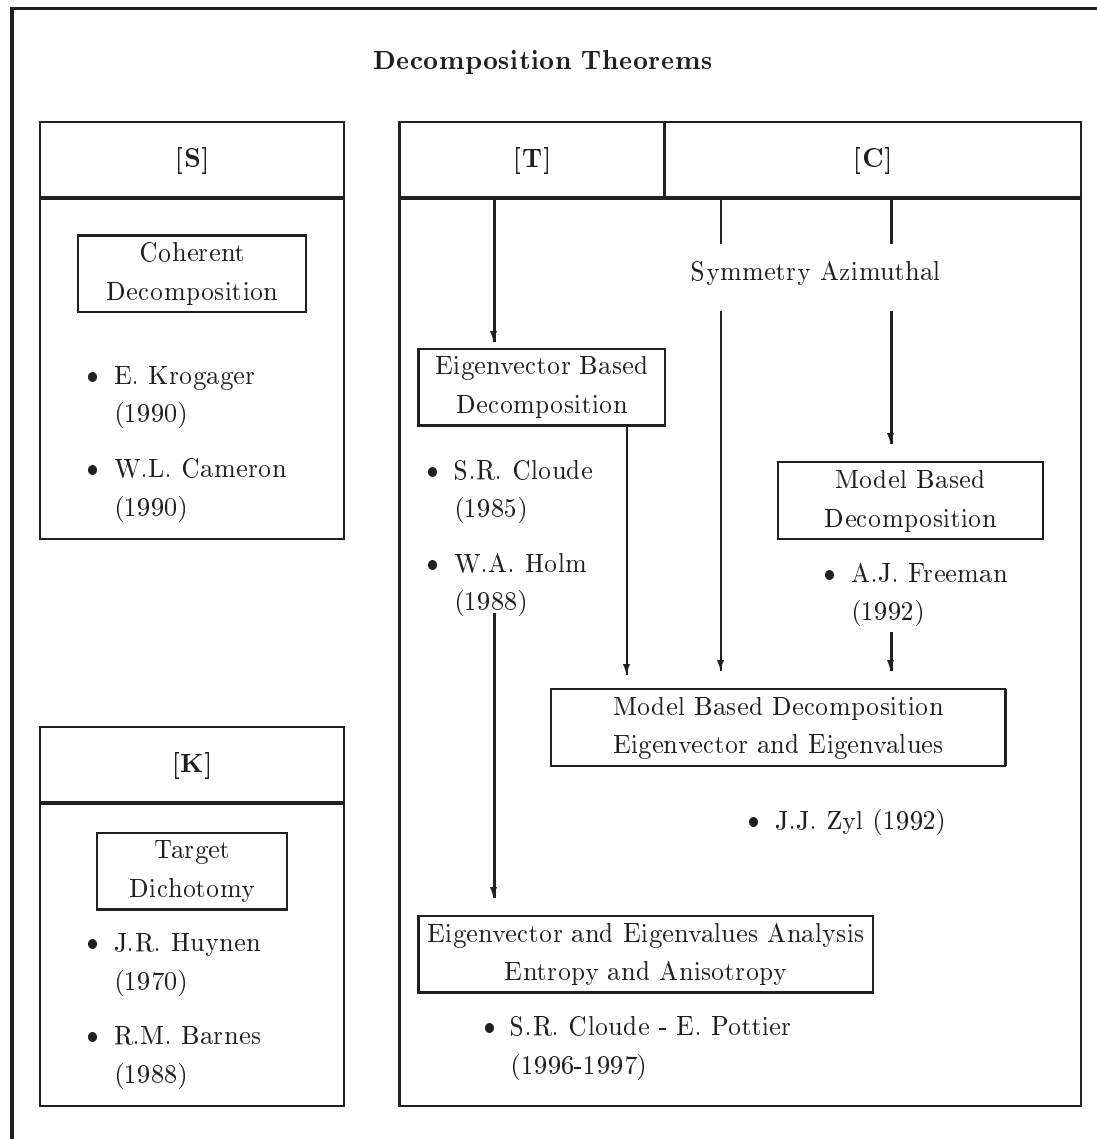 Decomposition Theorems
[S]
Coherent
Decomposition
• E. Krogager
(1990)
• W.L. Cameron
(1990)
[K]
Target
Dichotomy
• J.R. Huynen
(1970)
• R.M. Barnes
(1988)
[T]
[C]
Symmetry Azimuthal
Eigenvector Based
Decomposition
• S.R. Cloude
(1985)
• W.A. Holm
(1988)
Model Based
Decomposition
• A.J. Freeman
(1992)
Model Based Decomposition
Eigenvector and Eigenvalues
• J.J. Zyl (1992)
Eigenvector and Eigenvalues Analysis
Entropy and Anisotropy
• S.R. Cloude - E. Pottier
(1996-1997)